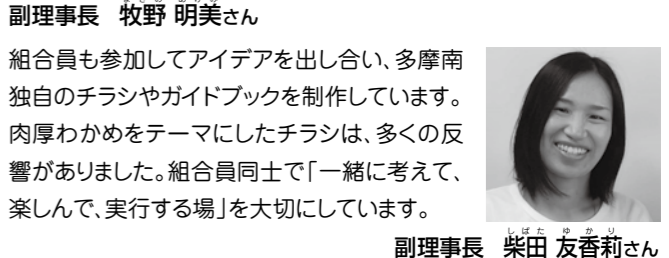 副理事長 牧野 明美さん
組合員も参加してアイデアを出し合い、多摩南
独自のチラシやガイドブックを制作しています。
肉厚わかめをテーマにしたチラシは、多くの反
響がありました。組合員同士で「一緒に考えて、
楽しんで、実行する場」を大切にしています。
しばた ゆかり
副理事長 柴田 友香莉さん